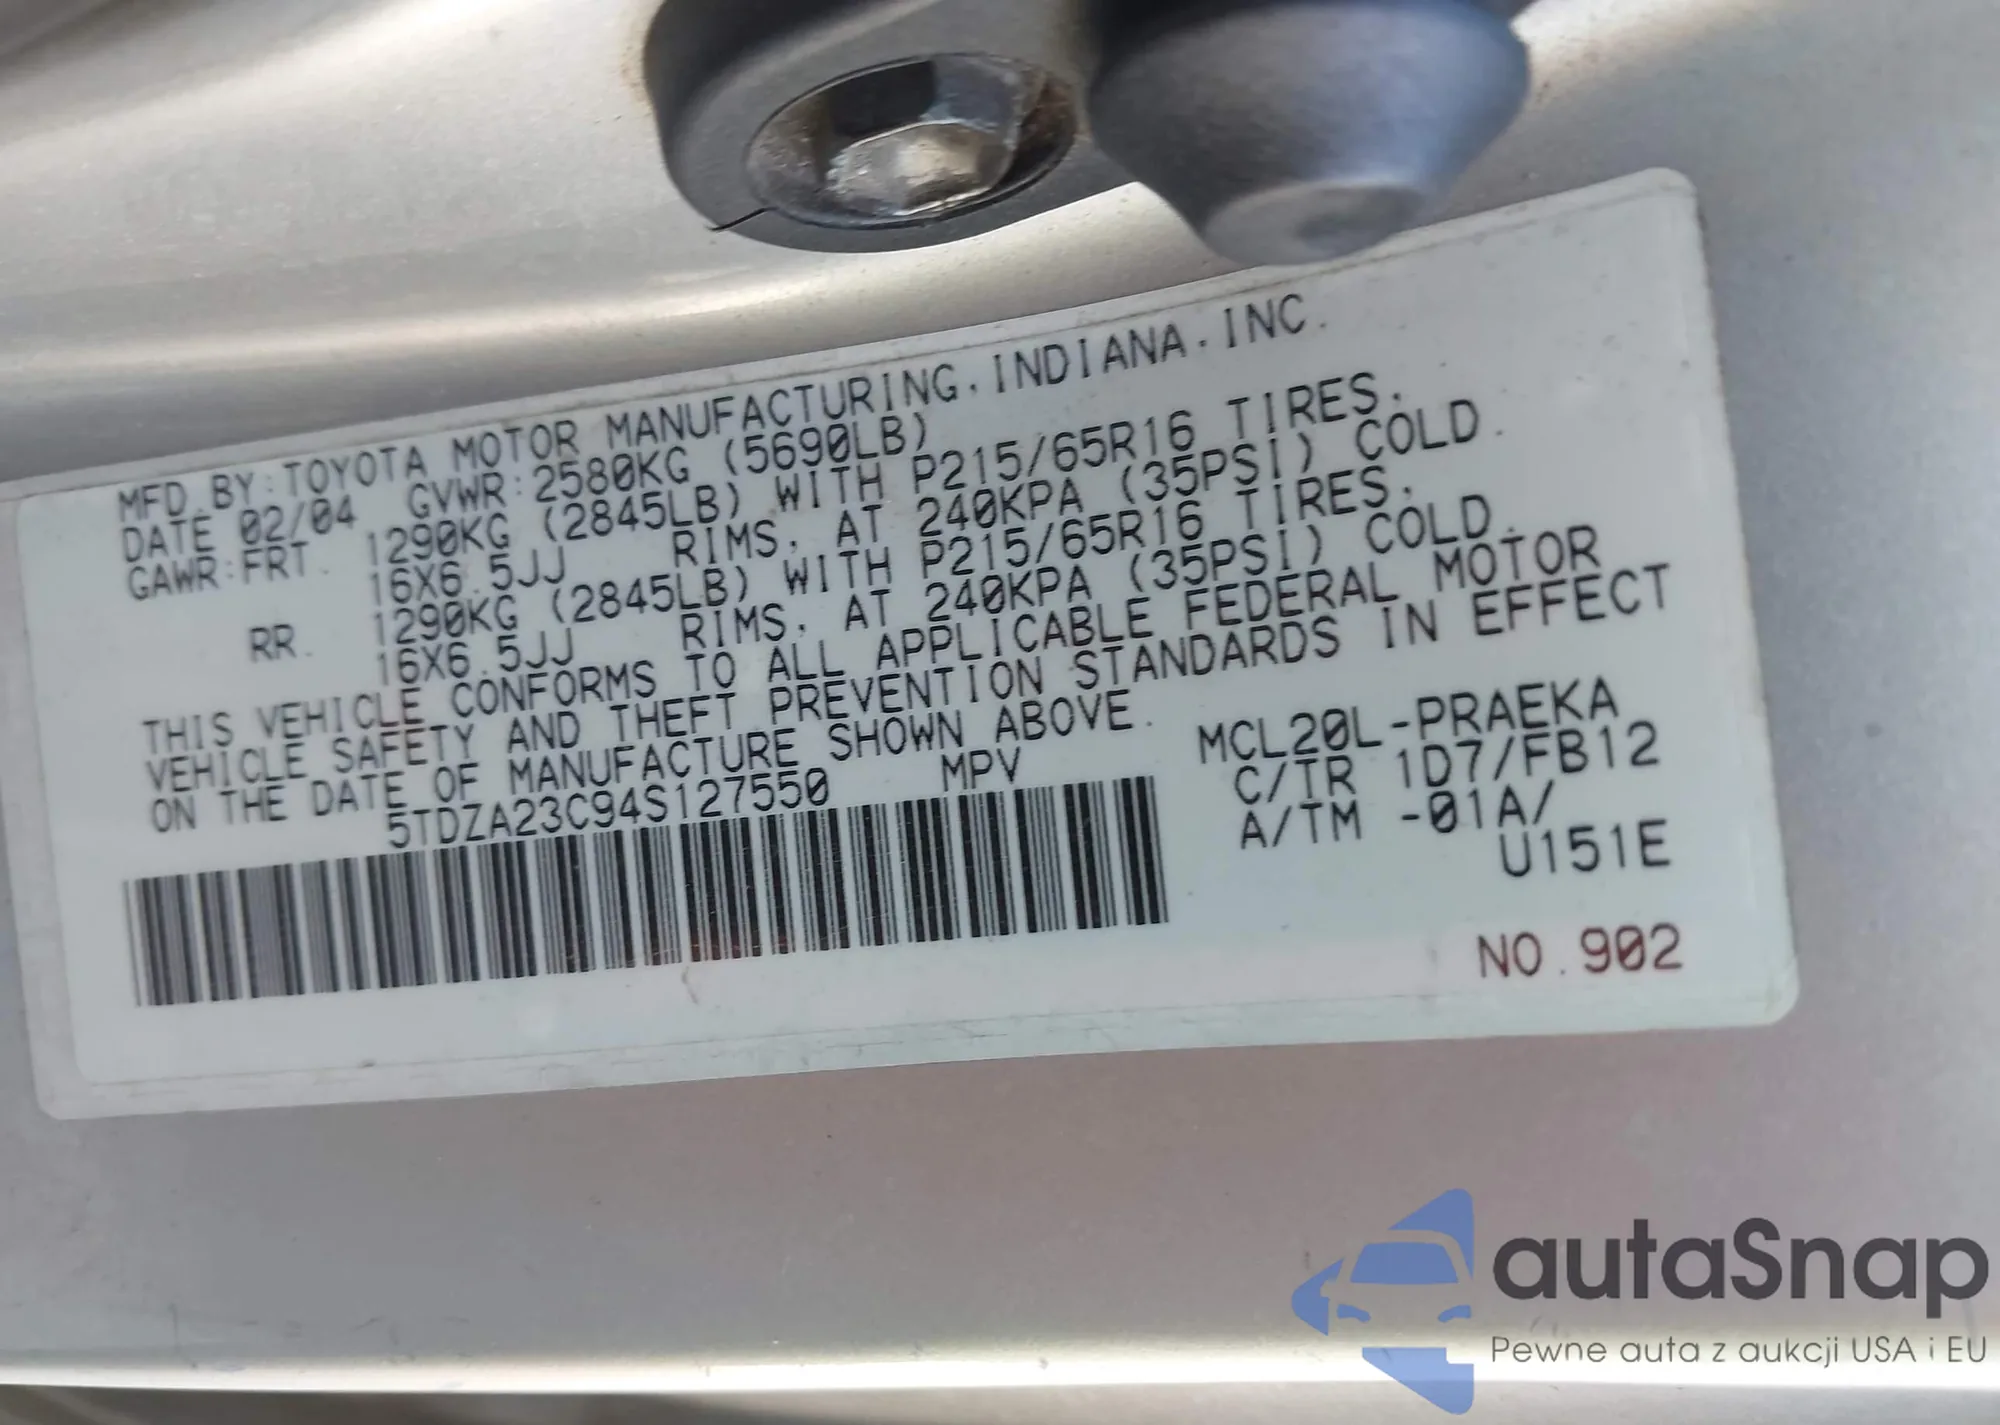 MFD.BY:TOYOTA MOTOR MANUFACTURING,INDIANA,INC.
DATE 02/04 GVWR:2580KG (5690LB)
GAWR:FRT. 1290KG (2845LB) WITH P215/65R16 TIRES,
16X6.5JJ RIMS, AT 240KPA (35PSI) COLD.
RR. 1290KG (2845LB) WITH P215/65R16 TIRES,
16X6.5JJ RIMS, AT 240KPA (35PSI) COLD.
THIS VEHICLE CONFORMS TO ALL APPLICABLE FEDERAL MOTOR
VEHICLE SAFETY AND THEFT PREVENTION STANDARDS IN EFFECT
ON THE DATE OF MANUFACTURE SHOWN ABOVE.
5TDZA23C94S127550 MPV
MCL20L-PRAEKA
C/TR 1D7/FB12
A/TM -01A/
U151E
NO.902
autaSnap
Pewne auta z aukcji USA i EU